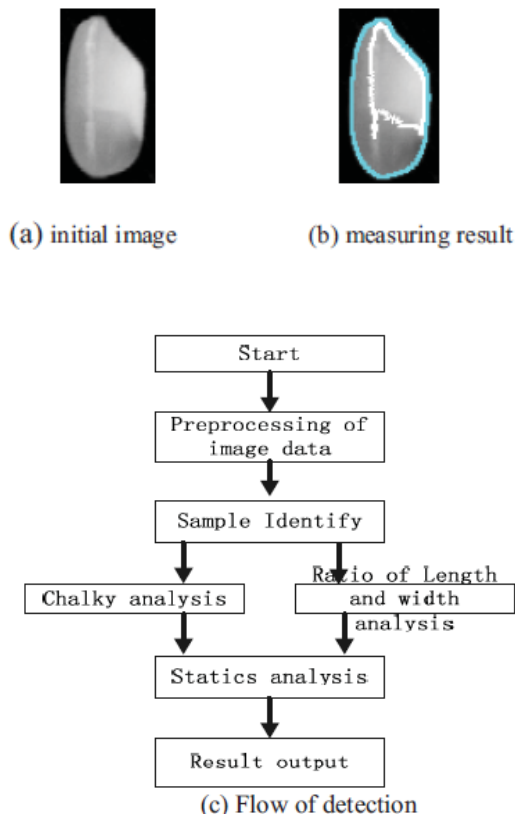 (a) initial image
(b) measuring result
Start
Preprocessing of
image data
Sample Identify
Chalky analysis
Ratio of Length
and width
analysis
Statics analysis
Result output
(c) Flow of detection